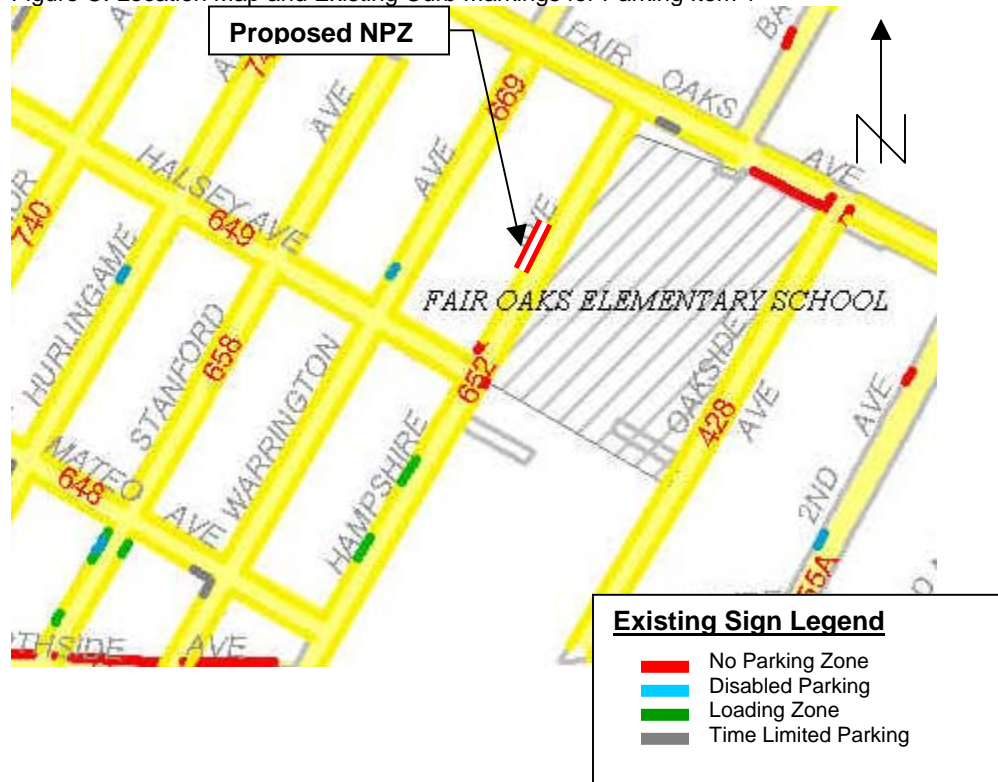 Proposed NPZ
FAIR
OAKS
AVE
AVE
669
AVE
AVE
HALSEY AVE
649
740
HURLINGAME
STANFORD
658
WARRINGTON
652
HAMPSHIRE
FAIR OAKS ELEMENTARY SCHOOL
OAKSIDE
AVE
428
2ND
AVE
55A
MATEO
AVE
648
AVE
Existing Sign Legend
No Parking Zone
Disabled Parking
Loading Zone
Time Limited Parking